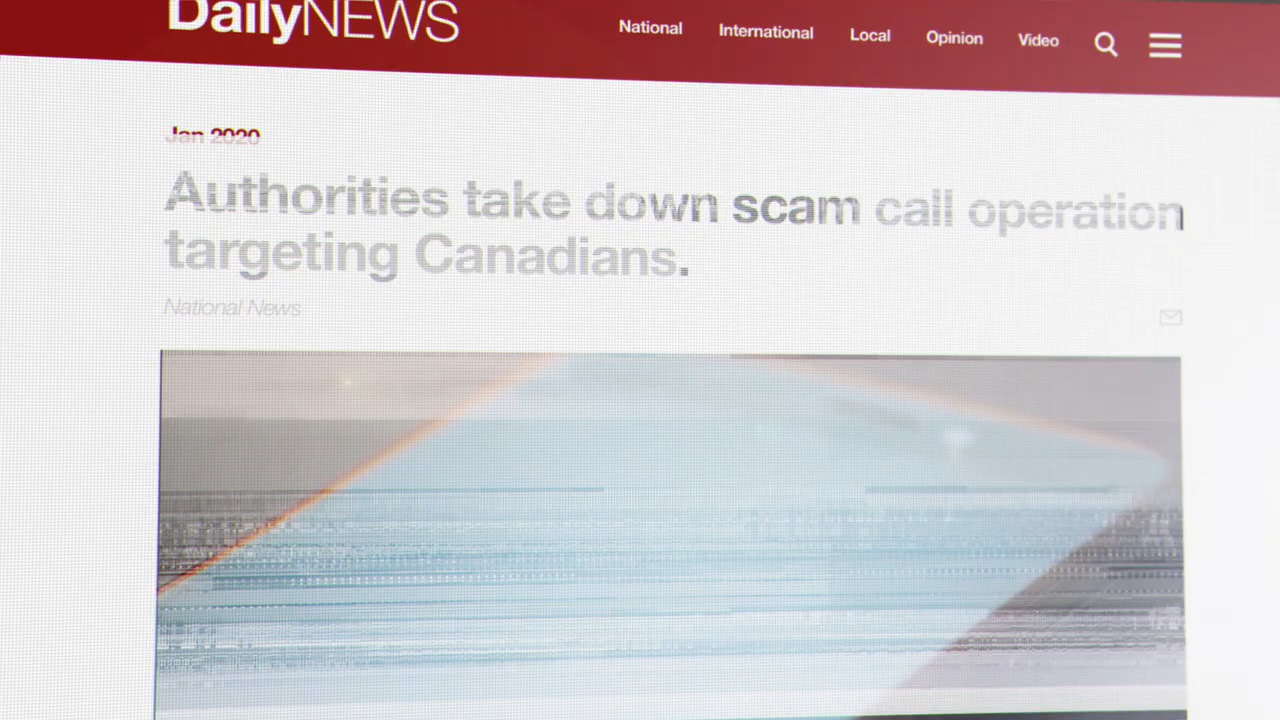 DailyNEWS
National International Local Opinion Video
Jan 2020
Authorities take down scam call operation
targeting Canadians.
National News